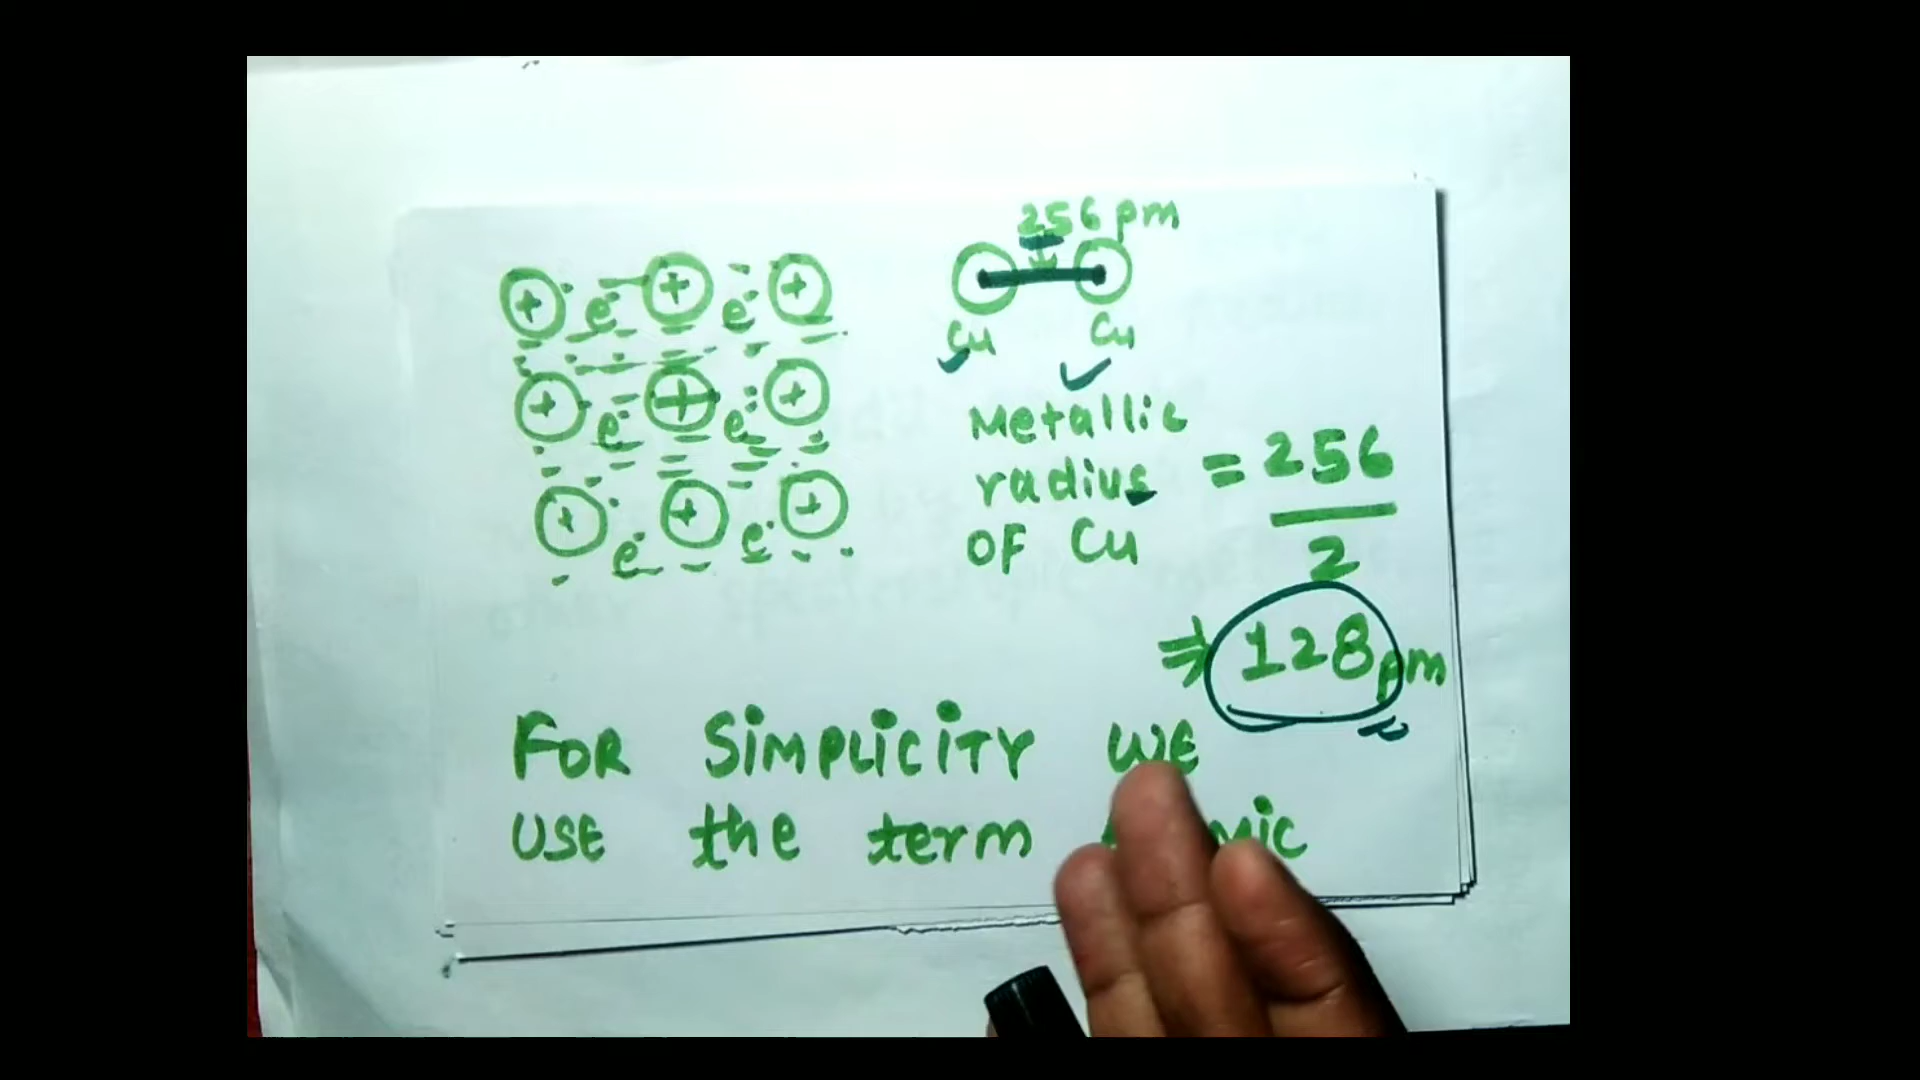 + e + e +
+ e + e +
+ e + e +
256 pm
Cu Cu
Metallic
radius
OF Cu
= 256
2
⇒ 128 pm
FOR SIMPLICITY WE
USE the term